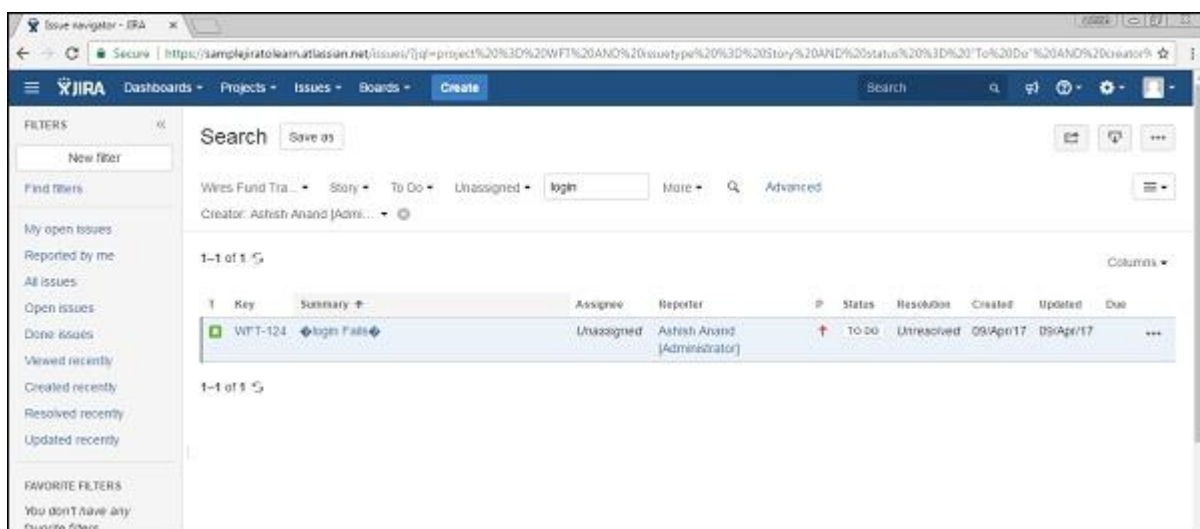 Issue navigator - JIRA
Secure | https://samplejiratolearn.atlassian.net/issues/?jql=project%20%3D%20WFT%20AND%20issuetype%20%3D%20Story%20AND%20status%20%3D%20"To%20Do"%20AND%20creator%
JIRA Dashboards Projects Issues Boards Create Search
FILTERS
New filter
Find filters
My open issues
Reported by me
All issues
Open issues
Done issues
Viewed recently
Created recently
Resolved recently
Updated recently
FAVORITE FILTERS
You don't have any
favorite filters
Search Save as
Wires Fund Tra... Story To Do Unassigned login More Advanced
Creator: Ashish Anand [Admi...
1–1 of 1
Columns
T Key Summary Assignee Reporter P Status Resolution Created Updated Due
WFT-124 �login Fails� Unassigned Ashish Anand TO DO Unresolved 09/Apr/17 09/Apr/17
[Administrator]
1–1 of 1